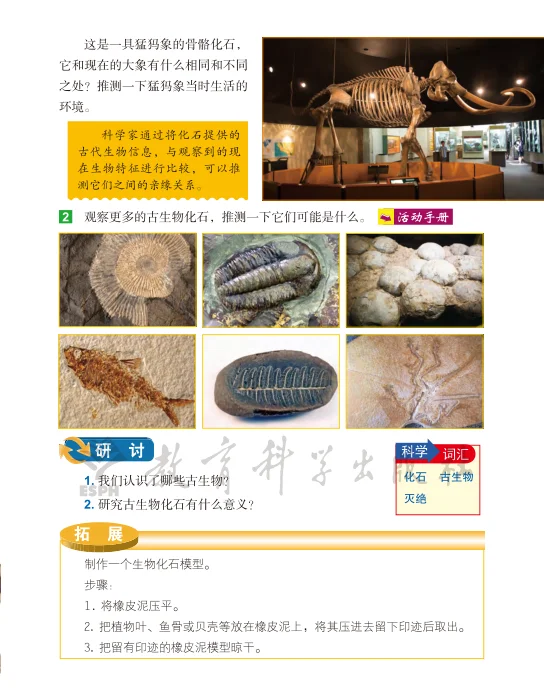 这是一具猛犸象的骨骼化石，
它和现在的大象有什么相同和不同
之处？推测一下猛犸象当时生活的
环境。
科学家通过将化石提供的
古代生物信息，与观察到的现
在生物特征进行比较，可以推
测它们之间的亲缘关系。
2 观察更多的古生物化石，推测一下它们可能是什么。 活动手册
研 讨
1. 我们认识了哪些古生物？
2. 研究古生物化石有什么意义？
科学 词汇
化石 古生物
灭绝
ESPH 教育科学出版社
拓 展
制作一个生物化石模型。
步骤：
1. 将橡皮泥压平。
2. 把植物叶、鱼骨或贝壳等放在橡皮泥上，将其压进去留下印迹后取出。
3. 把留有印迹的橡皮泥模型晾干。